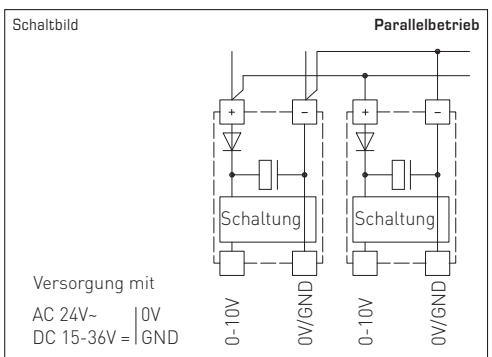 Schaltbild
Parallelbetrieb
+ − + −
Schaltung Schaltung
0-10V 0V/GND 0-10V 0V/GND
Versorgung mit
AC 24V~ | 0V
DC 15-36V = | GND